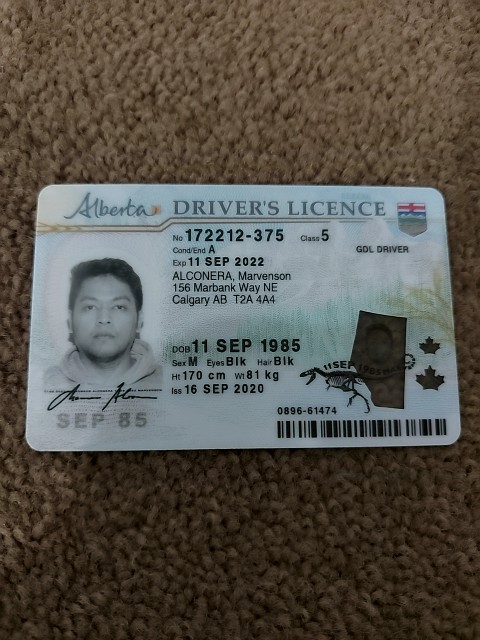 Alberta DRIVER'S LICENCE
No 172212-375 Class 5
GDL DRIVER
Cond/End A
Exp 11 SEP 2022
ALCONERA, Marvenson
156 Marbank Way NE
Calgary AB T2A 4A4
DOB 11 SEP 1985
Sex M Eyes Blk Hair Blk
Ht 170 cm Wt 81 kg
Iss 16 SEP 2020
SEP 85
11 SEP 1985
0896-61474